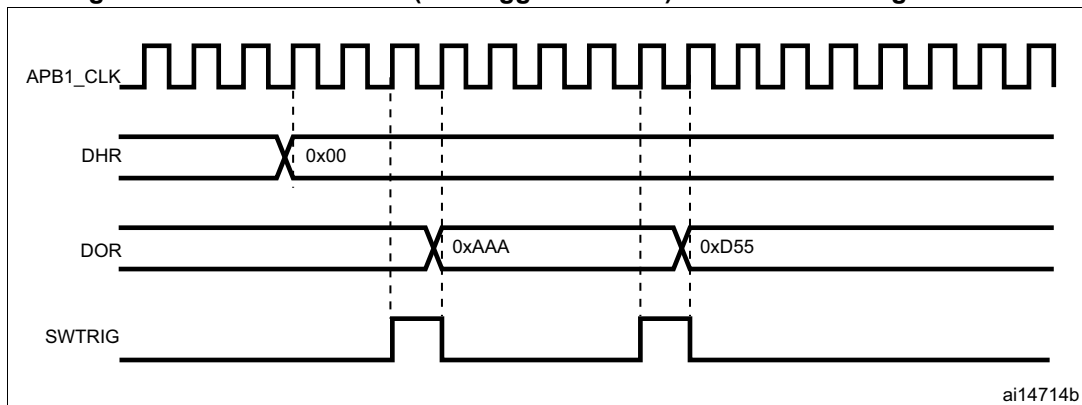 APB1_CLK
DHR
0x00
DOR
0xAAA
0xD55
SWTRIG
ai14714b